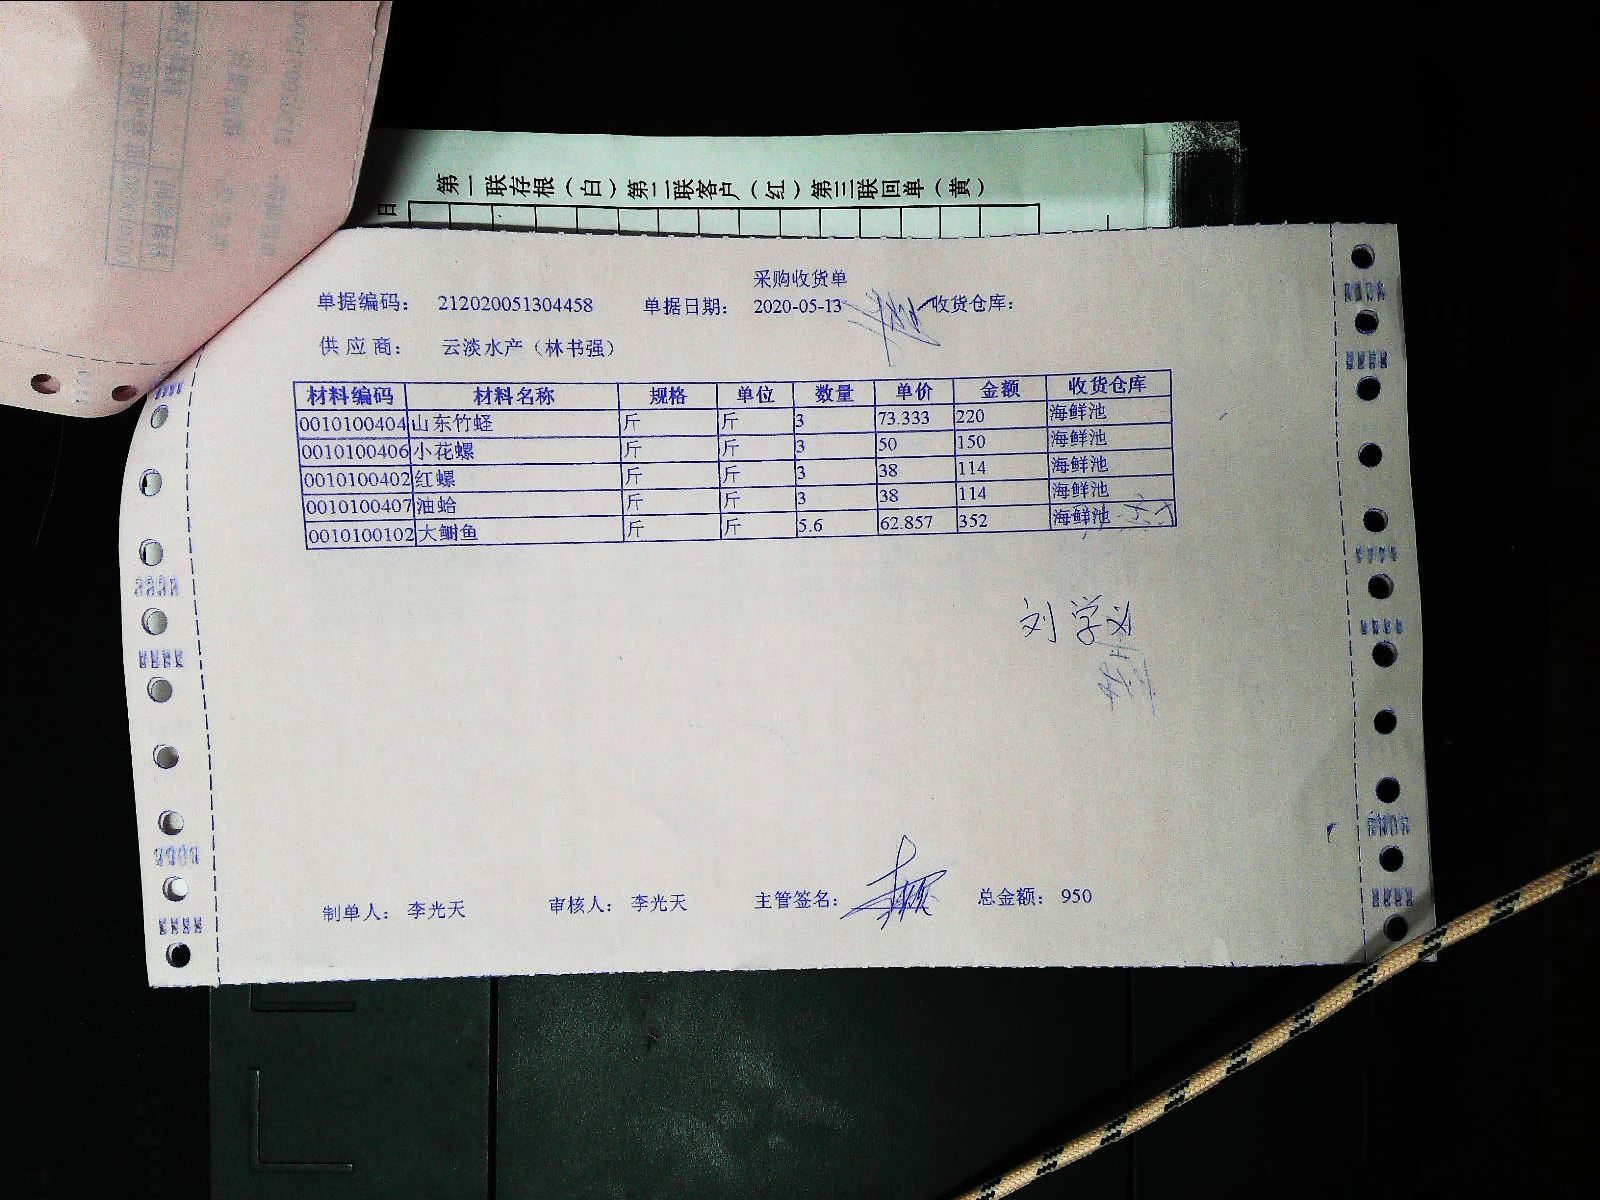 第一联存根(白)第二联客户(红)第三联回单(黄)
日
采购收货单
单据编码: 212020051304458 单据日期: 2020-05-13 收货仓库:
供应商: 云淡水产(林书强)
材料编码 材料名称 规格 单位 数量 单价 金额 收货仓库
0010100404 山东竹蛏 斤 斤 3 73.333 220 海鲜池
0010100406 小花螺 斤 斤 3 50 150 海鲜池
0010100402 红螺 斤 斤 3 38 114 海鲜池
0010100407 油蛤 斤 斤 3 38 114 海鲜池
0010100102 大鮰鱼 斤 斤 5.6 62.857 352 海鲜池
刘学义
制单人: 李光天 审核人: 李光天 主管签名: 总金额: 950